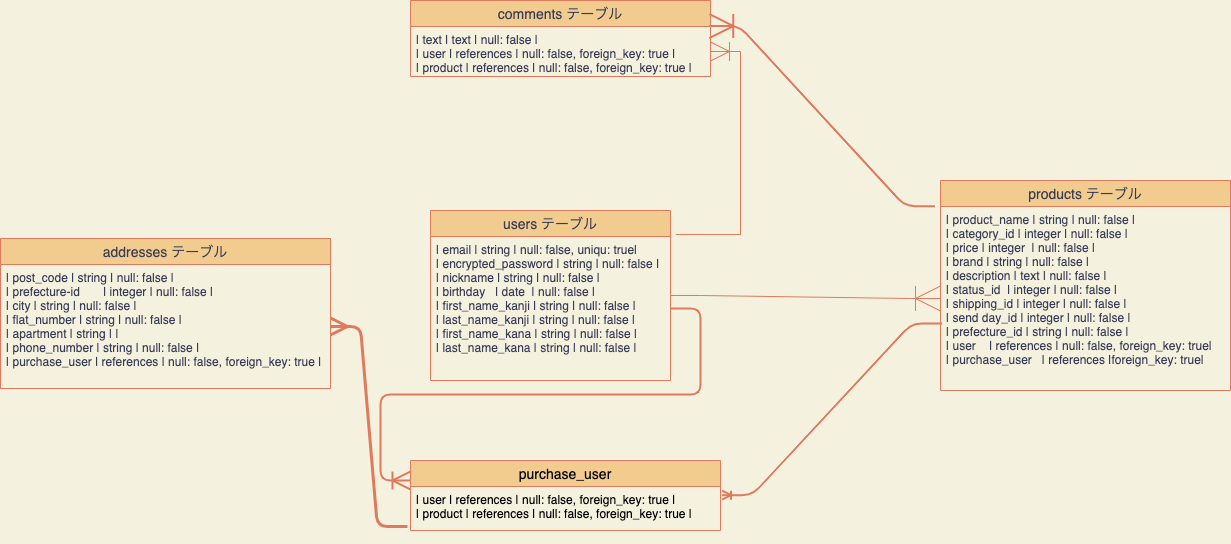 comments テーブル
| text | text | null: false |
| user | references | null: false, foreign_key: true |
| product | references | null: false, foreign_key: true |
products テーブル
| product_name | string | null: false |
| category_id | integer | null: false |
| price | integer | null: false |
| brand | string | null: false |
| description | text | null: false |
| status_id | integer | null: false |
| shipping_id | integer | null: false |
| send day_id | integer | null: false |
| prefecture_id | string | null: false |
| user | references | null: false, foreign_key: true|
| purchase_user | references |foreign_key: true|
users テーブル
| email | string | null: false, uniqu: true|
| encrypted_password | string | null: false |
| nickname | string | null: false |
| birthday | date | null: false |
| first_name_kanji | string | null: false |
| last_name_kanji | string | null: false |
| first_name_kana | string | null: false |
| last_name_kana | string | null: false |
addresses テーブル
| post_code | string | null: false |
| prefecture-id | integer | null: false |
| city | string | null: false |
| flat_number | string | null: false |
| apartment | string | |
| phone_number | string | null: false |
| purchase_user | references | null: false, foreign_key: true |
purchase_user
| user | references | null: false, foreign_key: true |
| product | references | null: false, foreign_key: true |